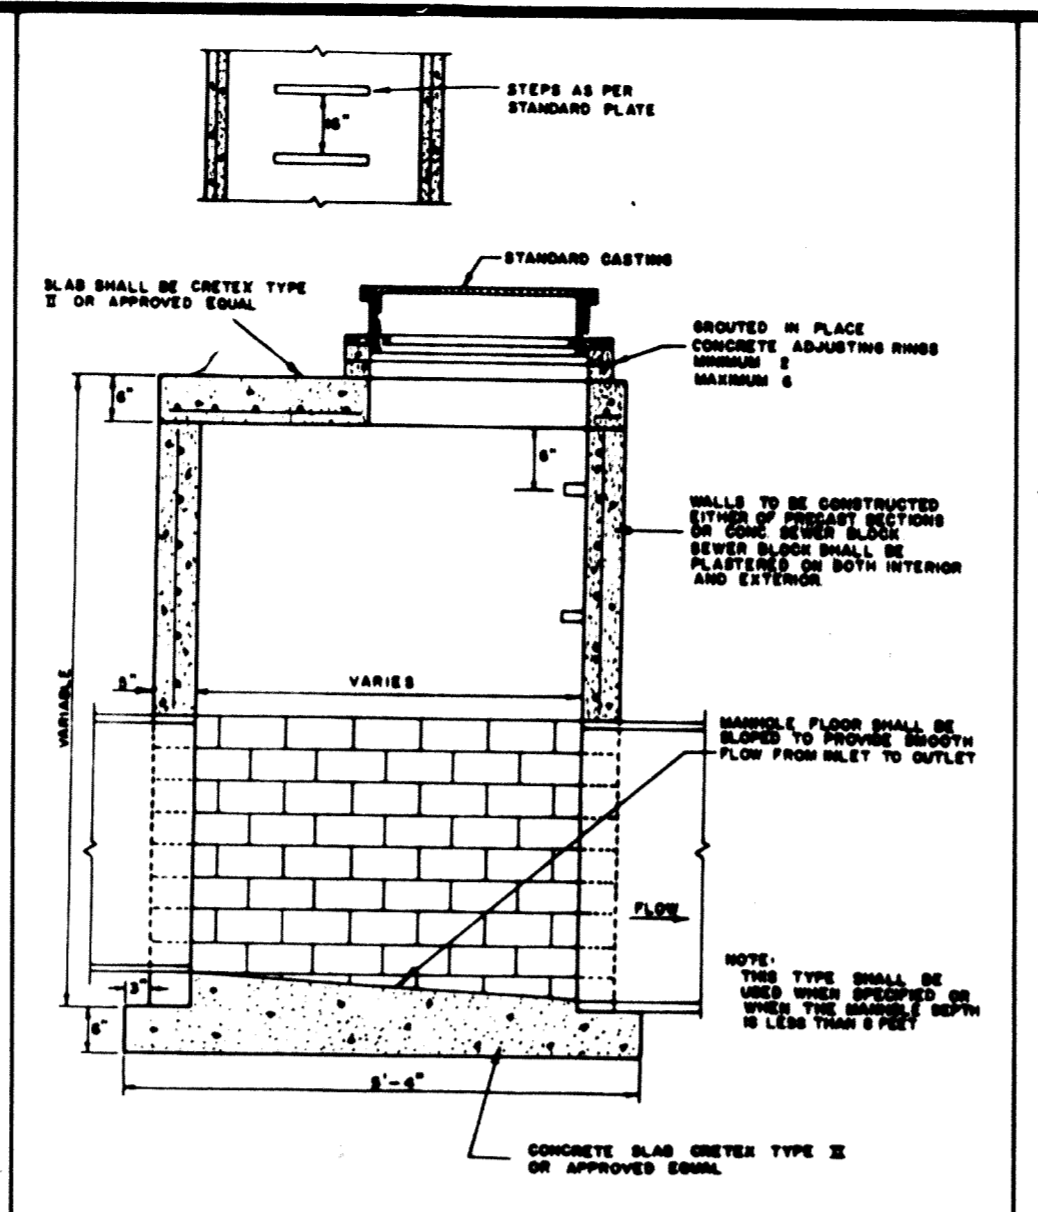 STEPS AS PER
STANDARD PLATE
16"
STANDARD CASTING
SLAB SHALL BE CRETEX TYPE
II OR APPROVED EQUAL
GROUTED IN PLACE
CONCRETE ADJUSTING RINGS
MINIMUM 2
MAXIMUM 6
6"
6"
WALLS TO BE CONSTRUCTED
EITHER OF PRECAST SECTIONS
OR CONC. SEWER BLOCK
SEWER BLOCK SHALL BE
PLASTERED ON BOTH INTERIOR
AND EXTERIOR
VARIABLE
5"
VARIES
MANHOLE FLOOR SHALL BE
SLOPED TO PROVIDE SMOOTH
FLOW FROM INLET TO OUTLET
FLOW
NOTE:
THIS TYPE SHALL BE
USED WHEN SPECIFIED OR
WHEN THE MANHOLE DEPTH
IS LESS THAN FEET
3"
6"
5'-4"
CONCRETE SLAB CRETEX TYPE II
OR APPROVED EQUAL